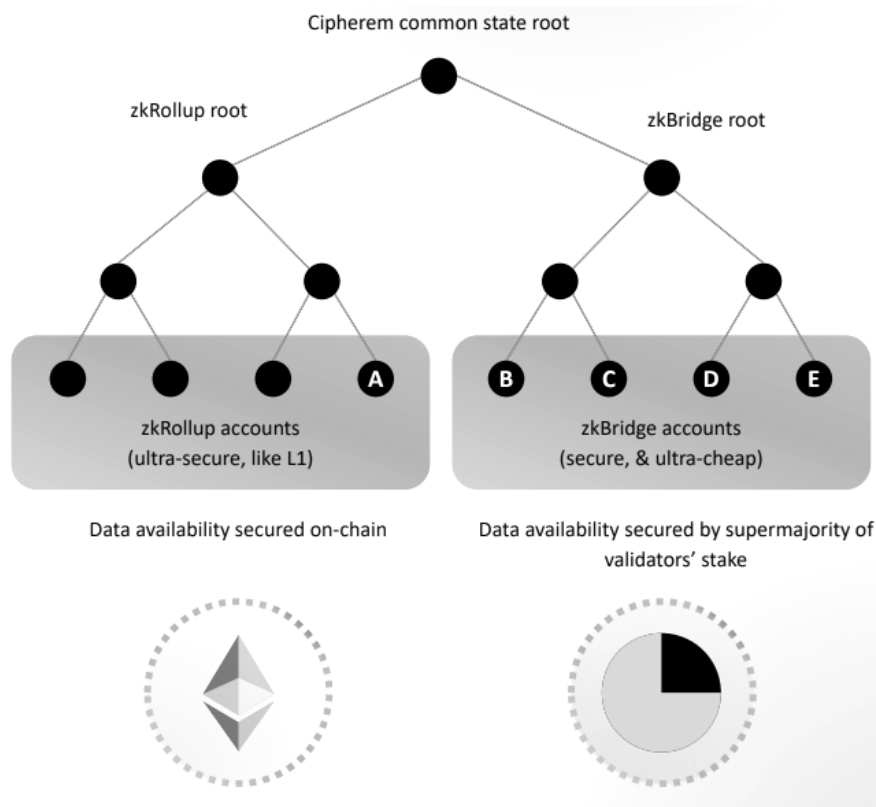 Cipherem common state root
zkRollup root
zkBridge root
A
B
C
D
E
zkRollup accounts
(ultra-secure, like L1)
zkBridge accounts
(secure, & ultra-cheap)
Data availability secured on-chain
Data availability secured by supermajority of
validators’ stake